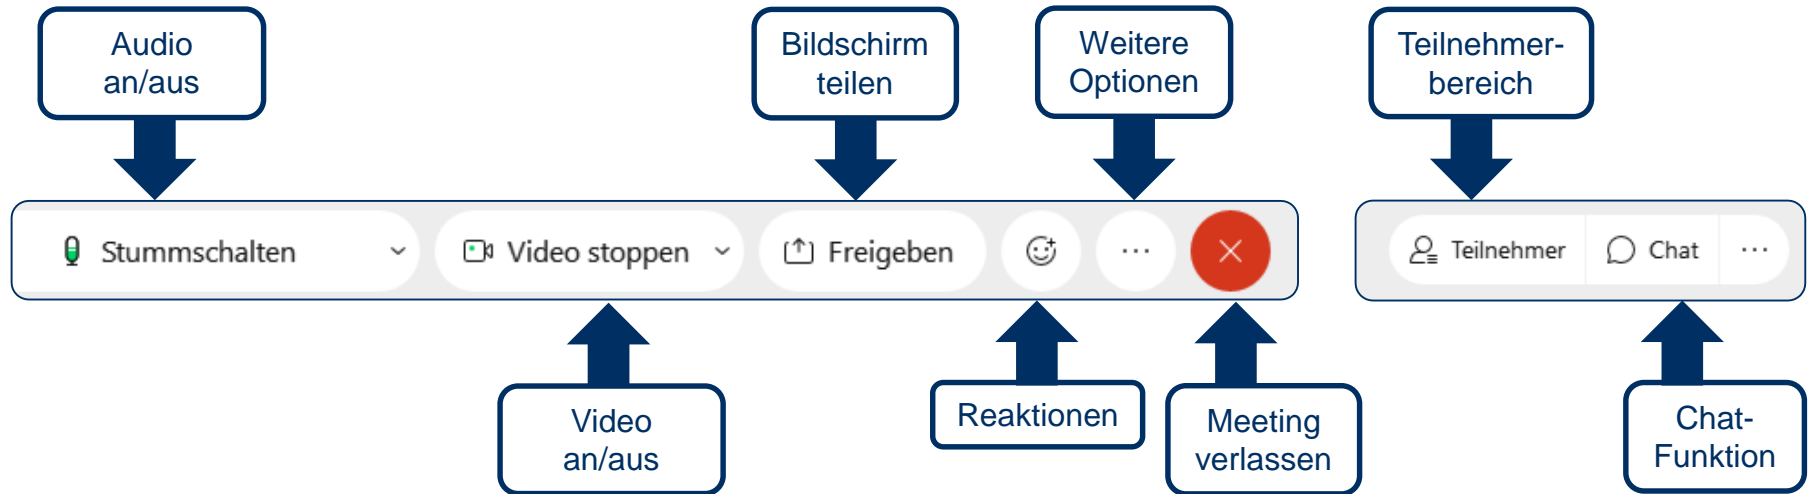 Audio
an/aus
Bildschirm
teilen
Weitere
Optionen
Teilnehmer-
bereich
Stummschalten
Video stoppen
Freigeben
Teilnehmer
Chat
Video
an/aus
Reaktionen
Meeting
verlassen
Chat-
Funktion